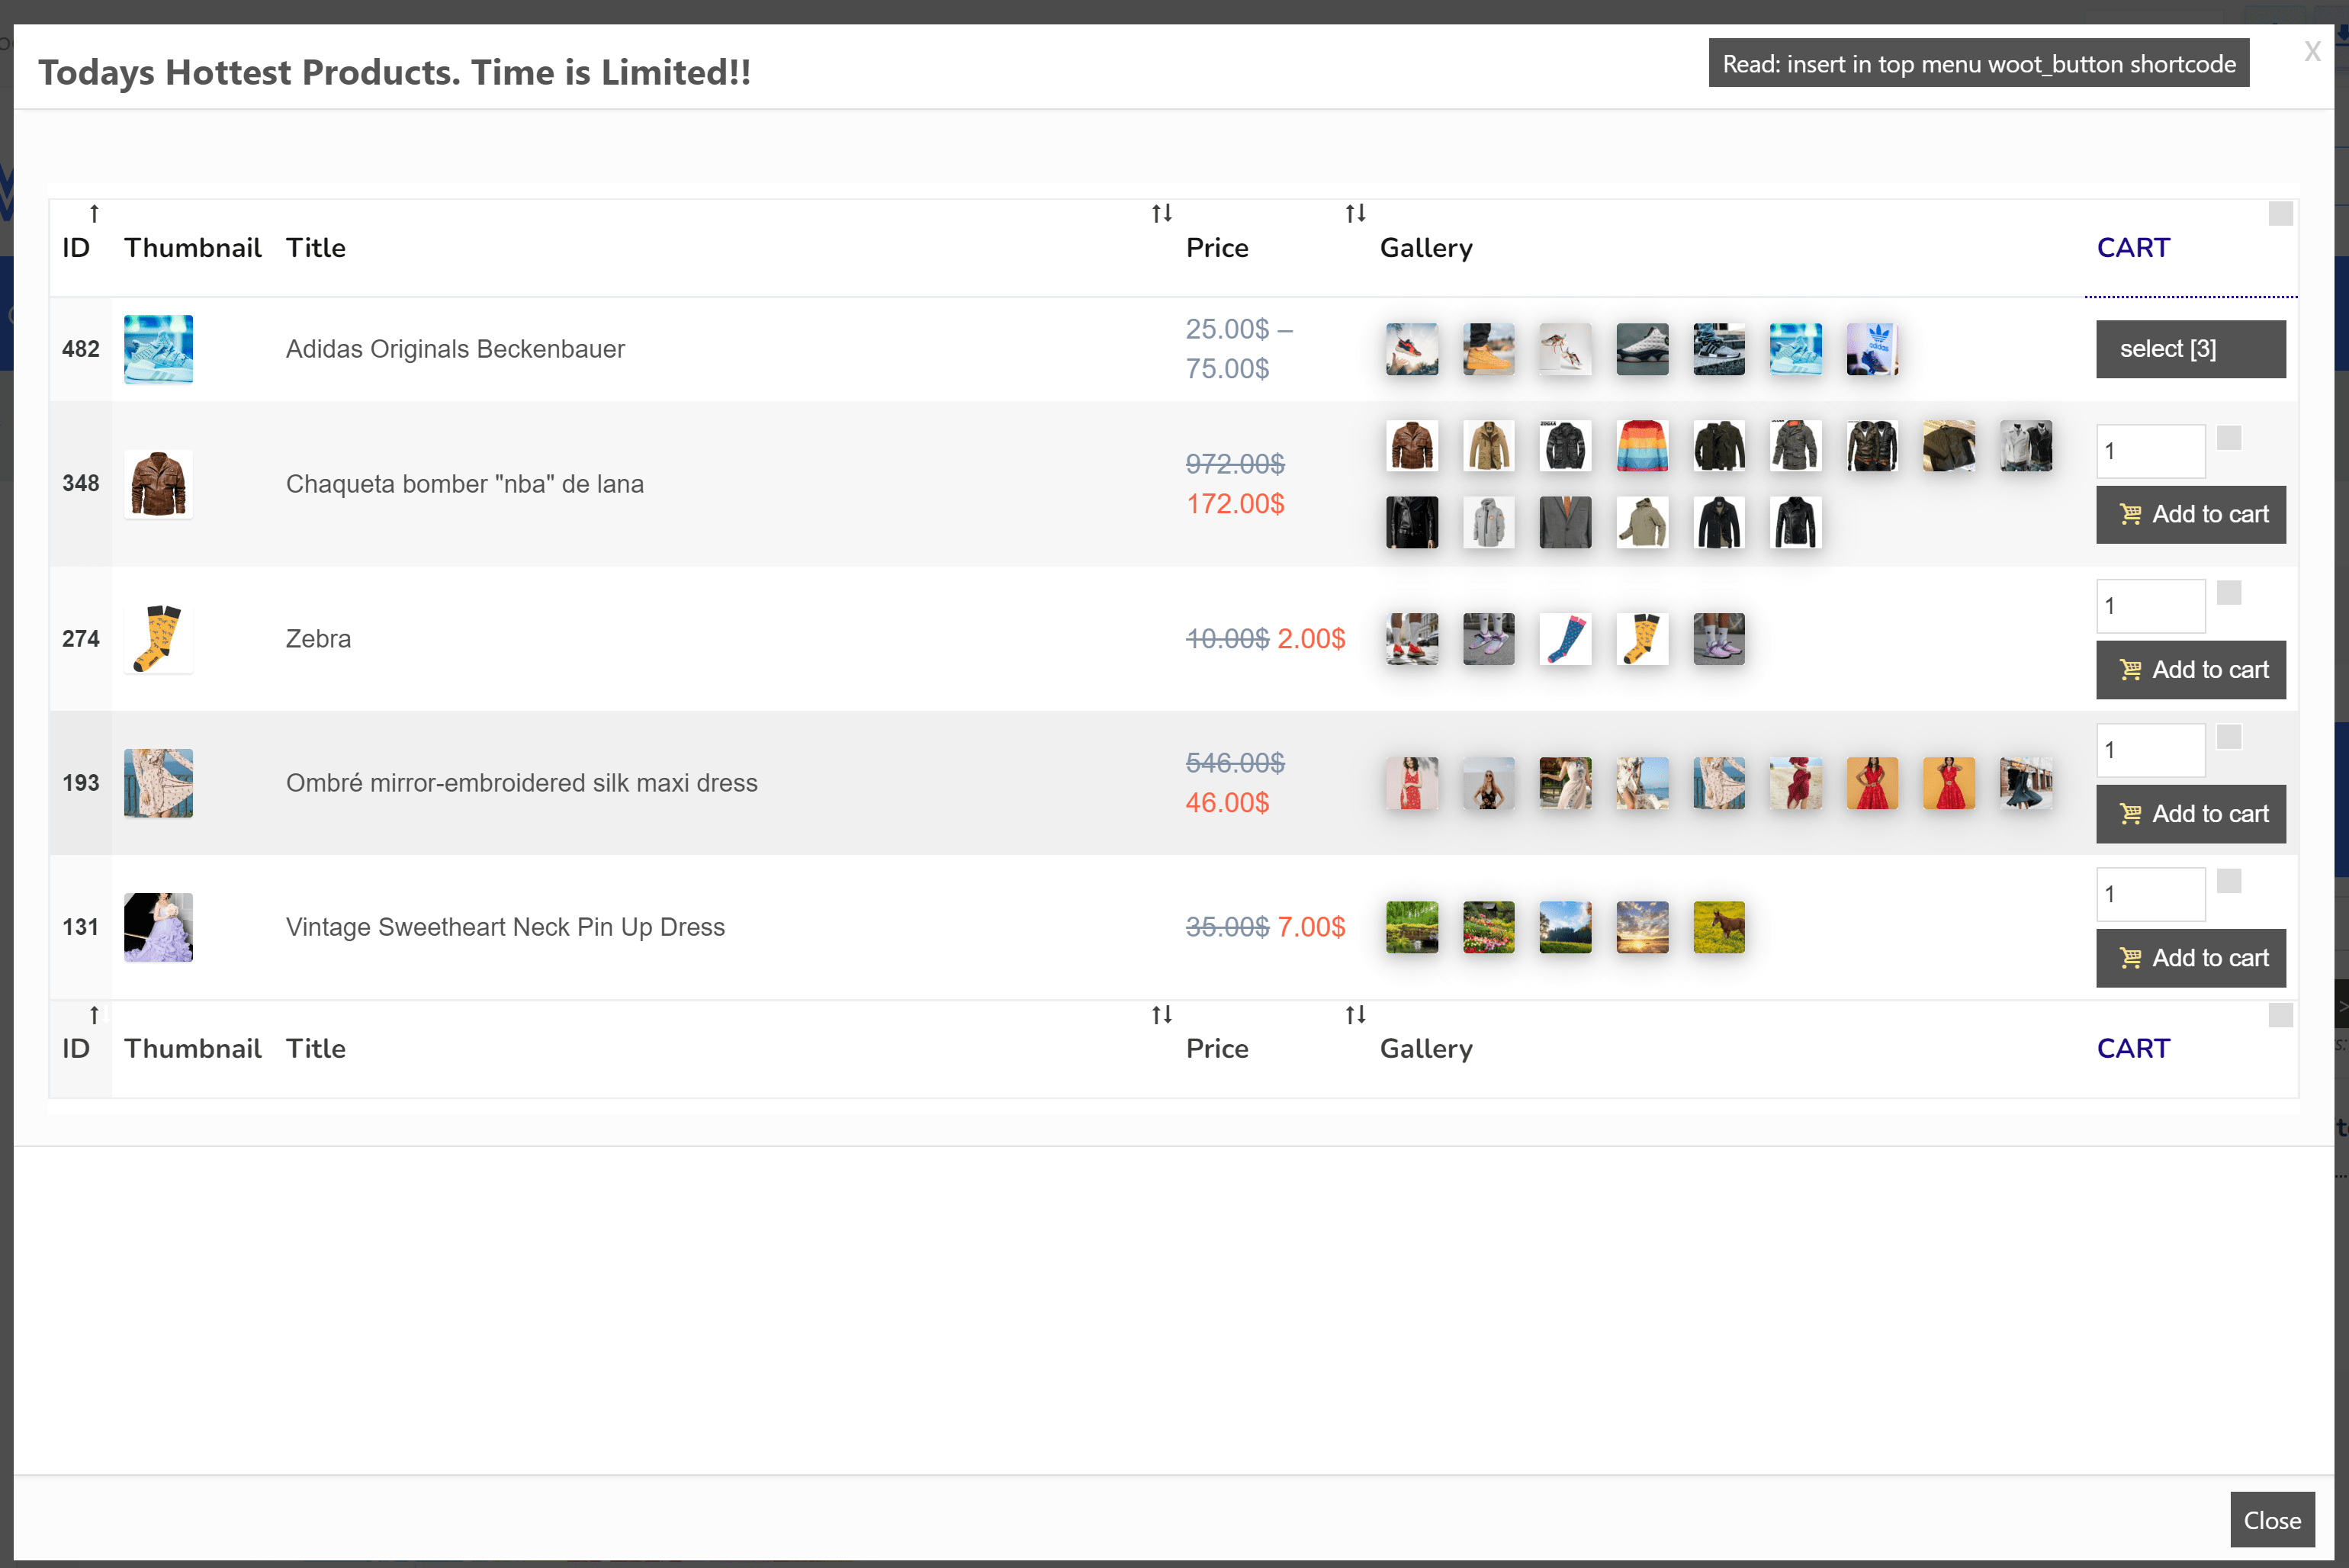 Todays Hottest Products. Time is Limited!!
Read: insert in top menu woot_button shortcode
X
ID Thumbnail Title Price Gallery CART
482 Adidas Originals Beckenbauer 25.00$ – 75.00$ select [3]
348 Chaqueta bomber "nba" de lana 972.00$ 172.00$ 1 Add to cart
274 Zebra 10.00$ 2.00$ 1 Add to cart
193 Ombré mirror-embroidered silk maxi dress 546.00$ 46.00$ 1 Add to cart
131 Vintage Sweetheart Neck Pin Up Dress 35.00$ 7.00$ 1 Add to cart
ID Thumbnail Title Price Gallery CART
Close